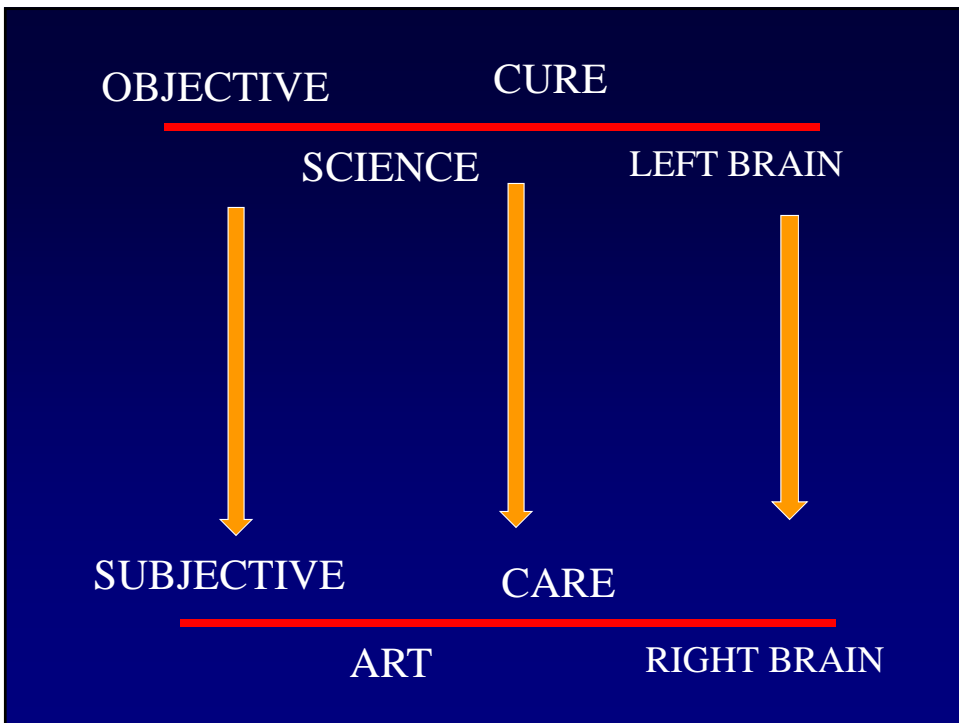 OBJECTIVE CURE
SCIENCE LEFT BRAIN
SUBJECTIVE CARE
ART RIGHT BRAIN